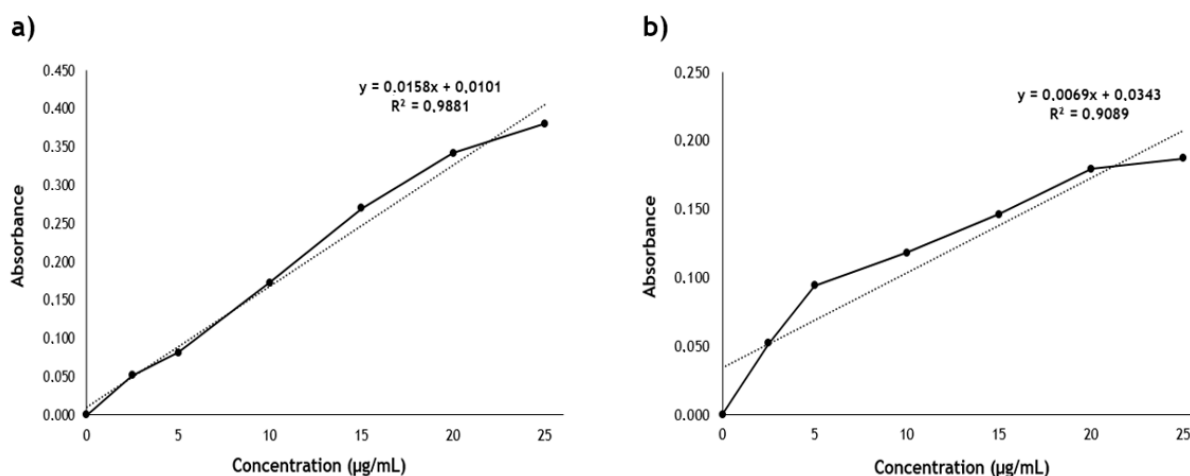 a)
0.450
0.400
0.350
0.300
0.250
0.200
0.150
0.100
0.050
0.000
Absorbance
y = 0.0158x + 0.0101
R² = 0.9881
0 5 10 15 20 25
Concentration (µg/mL)
b)
0.250
0.200
0.150
0.100
0.050
0.000
Absorbance
y = 0.0069x + 0.0343
R² = 0.9089
0 5 10 15 20 25
Concentration (µg/mL)